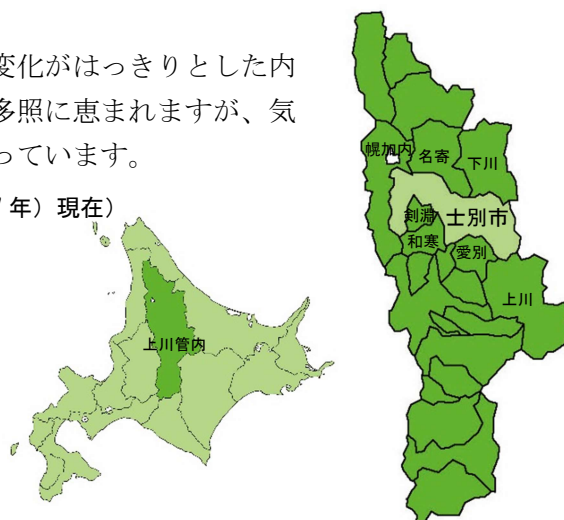 変化がはっきりとした内
多照に恵まれますが、気
っています。
年）現在）
上川管内
幌加内
名寄
下川
剣淵
士別市
和寒
愛別
上川